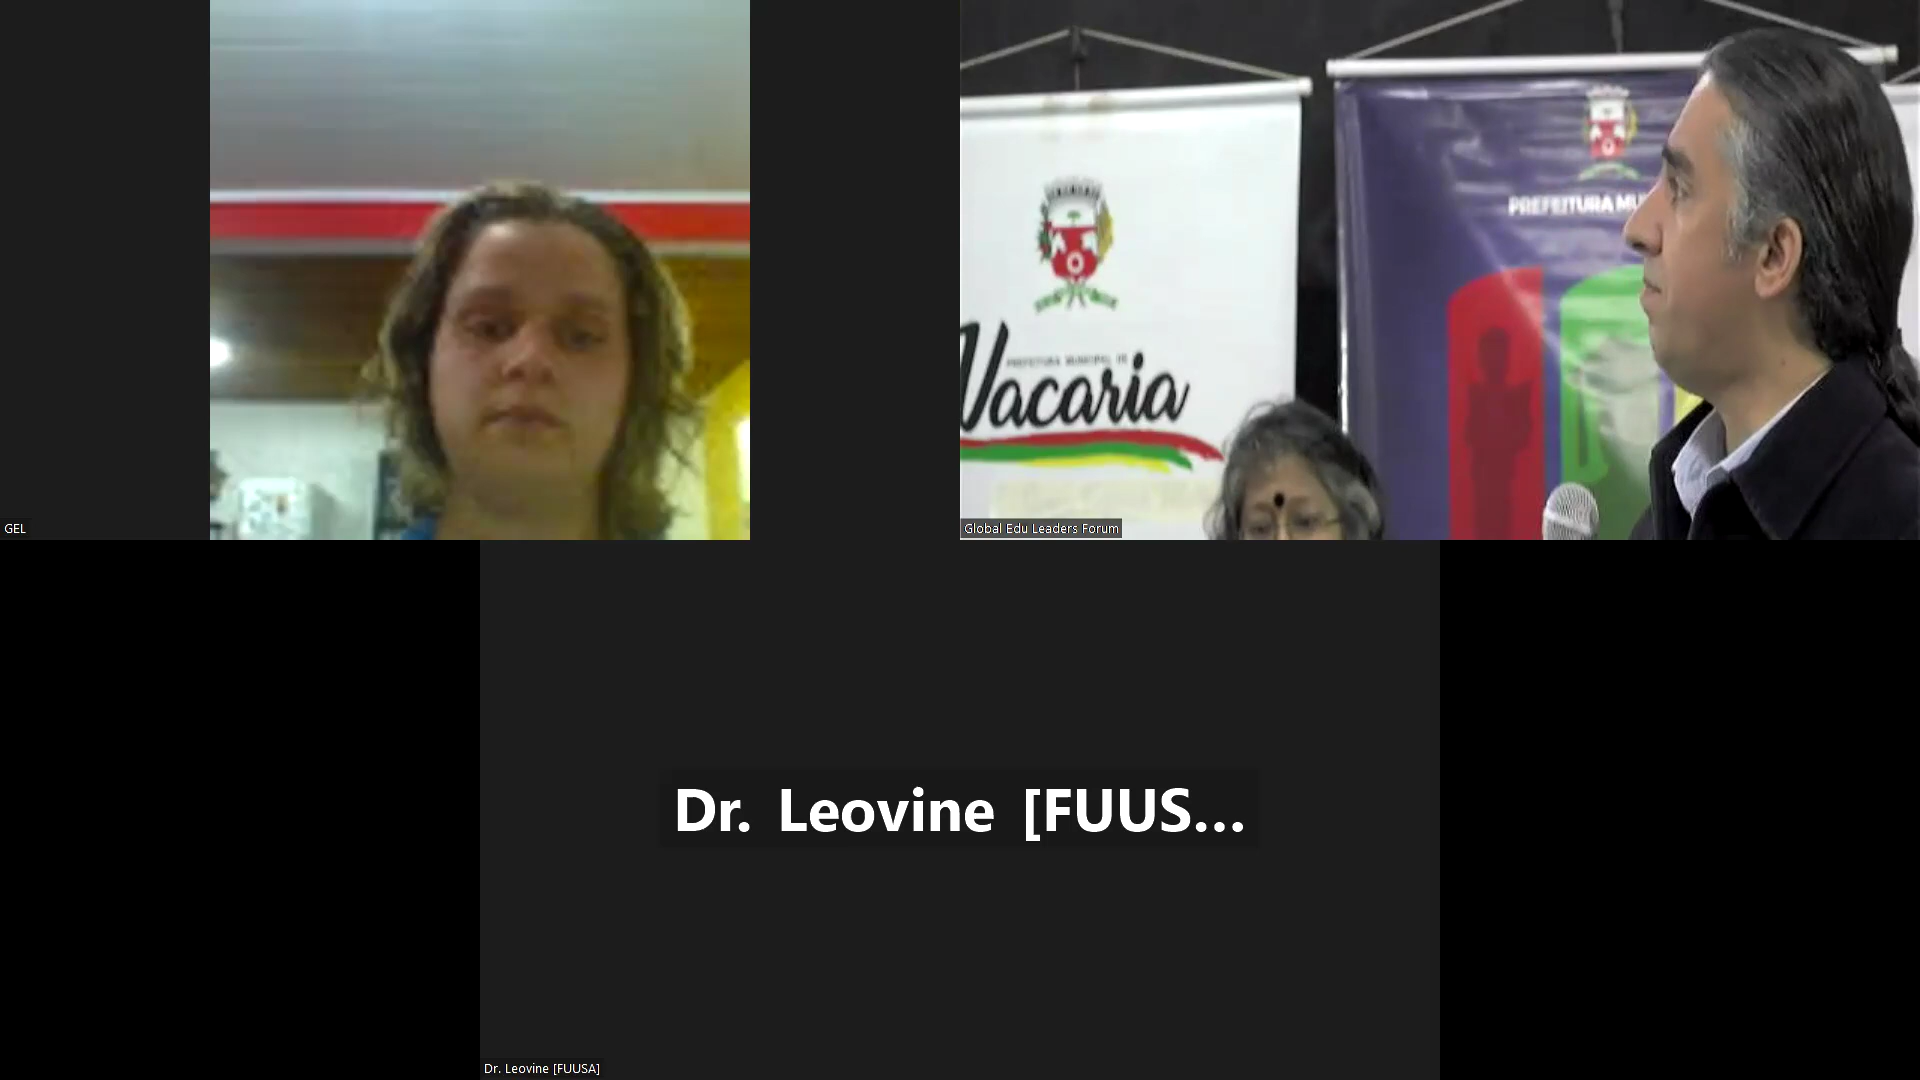 GEL
PREFEITURA MUNICIPAL DE
Vacaria
PREFEITURA MU
Global Edu Leaders Forum
Dr. Leovine [FUUS...
Dr. Leovine [FUUSA]